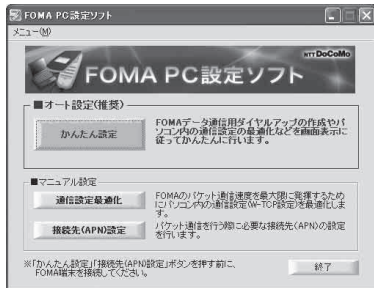 FOMA PC設定ソフト
メニュー(M)
NTT DoCoMo
FOMA PC設定ソフト
■オート設定(推奨)
かんたん設定
FOMAデータ通信用ダイヤルアップの作成やパ
ソコン内の通信設定の最適化などを画面表示に
従ってかんたんに行います。
■マニュアル設定
通信設定最適化
FOMAのパケット通信速度を最大限に発揮するため
にパソコン内の通信設定(W-TCP設定)を最適化しま
す。
接続先(APN)設定
パケット通信を行う際に必要な接続先(APN)の設定
を行います。
※「かんたん設定」「接続先(APN)設定」ボタンを押す前に、
FOMA端末を接続してください。
終了